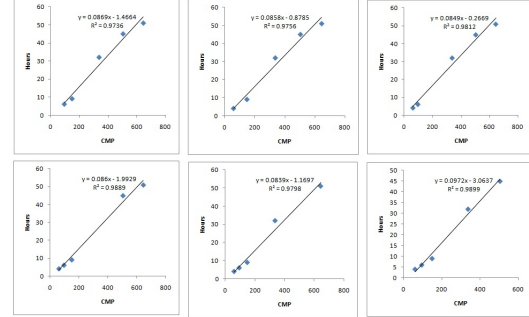 60
50
40
30
20
10
0
Hours
y = 0.0869x - 1.4664
R² = 0.9736
0 200 400 600 800
CMP
60
50
40
30
20
10
0
Hours
y = 0.0858x - 0.8785
R² = 0.9756
0 200 400 600 800
CMP
60
50
40
30
20
10
0
Hours
y = 0.0849x - 0.2669
R² = 0.9812
0 200 400 600 800
CMP
60
50
40
30
20
10
0
Hours
y = 0.086x - 1.9929
R² = 0.9889
0 200 400 600 800
CMP
60
50
40
30
20
10
0
Hours
y = 0.0839x - 1.1697
R² = 0.9798
0 200 400 600 800
CMP
50
45
40
35
30
25
20
15
10
5
0
Hours
y = 0.0972x - 3.0637
R² = 0.9899
0 200 400 600
CMP